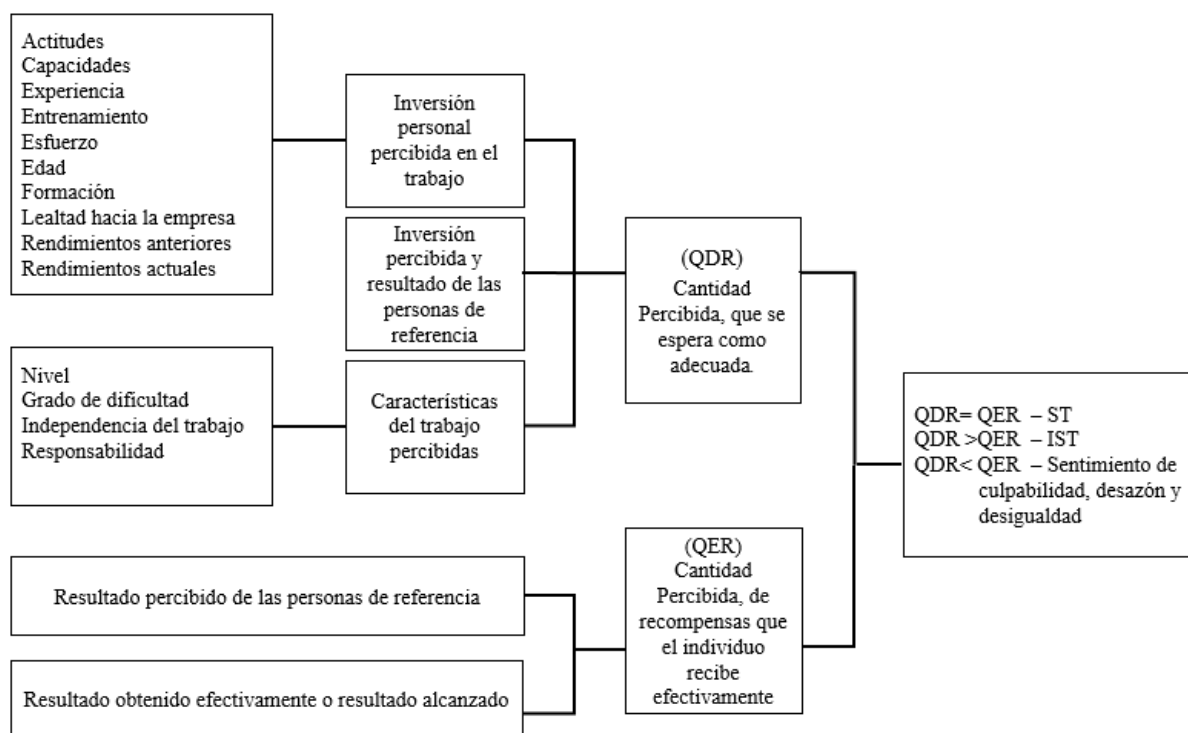 Actitudes
Capacidades
Experiencia
Entrenamiento
Esfuerzo
Edad
Formación
Lealtad hacia la empresa
Rendimientos anteriores
Rendimientos actuales
Inversión
personal
percibida en el
trabajo
Inversión
percibida y
resultado de las
personas de
referencia
Nivel
Grado de dificultad
Independencia del trabajo
Responsabilidad
Características
del trabajo
percibidas
(QDR)
Cantidad
Percibida, que se
espera como
adecuada.
Resultado percibido de las personas de referencia
Resultado obtenido efectivamente o resultado alcanzado
(QER)
Cantidad
Percibida, de
recompensas que
el individuo
recibe
efectivamente
QDR= QER – ST
QDR >QER – IST
QDR< QER – Sentimiento de
culpabilidad, desazón y
desigualdad